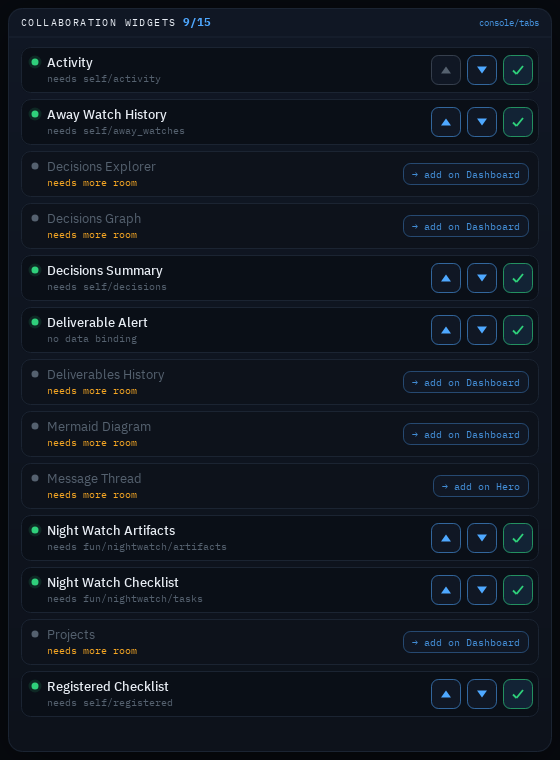 COLLABORATION WIDGETS 9/15 console/tabs
Activity
needs self/activity
Away Watch History
needs self/away_watches
Decisions Explorer
needs more room
→ add on Dashboard
Decisions Graph
needs more room
→ add on Dashboard
Decisions Summary
needs self/decisions
Deliverable Alert
no data binding
Deliverables History
needs more room
→ add on Dashboard
Mermaid Diagram
needs more room
→ add on Dashboard
Message Thread
needs more room
→ add on Hero
Night Watch Artifacts
needs fun/nightwatch/artifacts
Night Watch Checklist
needs fun/nightwatch/tasks
Projects
needs more room
→ add on Dashboard
Registered Checklist
needs self/registered